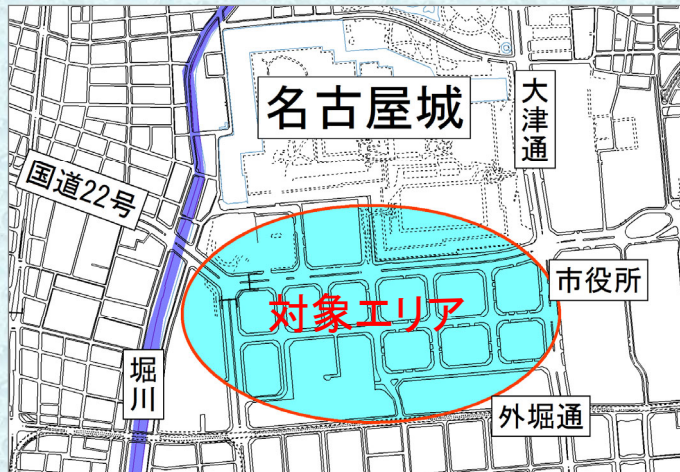 名古屋城
大津通
国道22号
市役所
対象エリア
堀川
外堀通